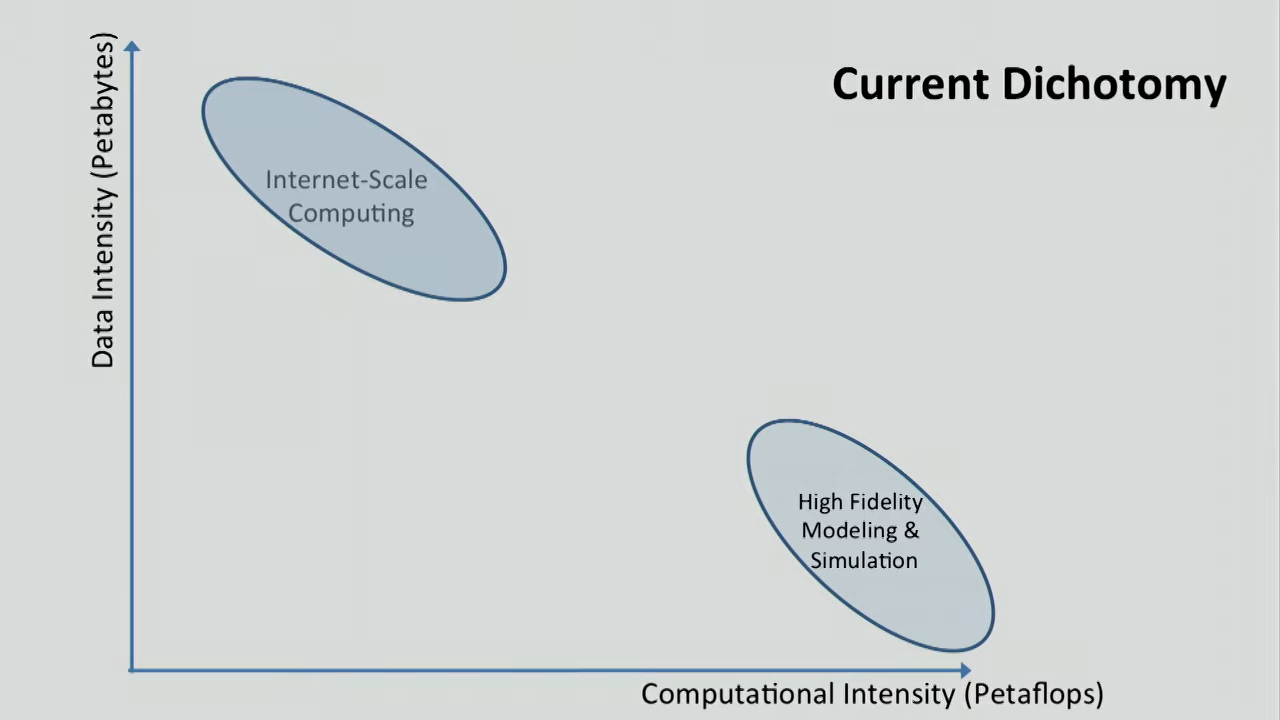 Current Dichotomy
Data Intensity (Petabytes)
Internet-Scale
Computing
High Fidelity
Modeling &
Simulation
Computational Intensity (Petaflops)